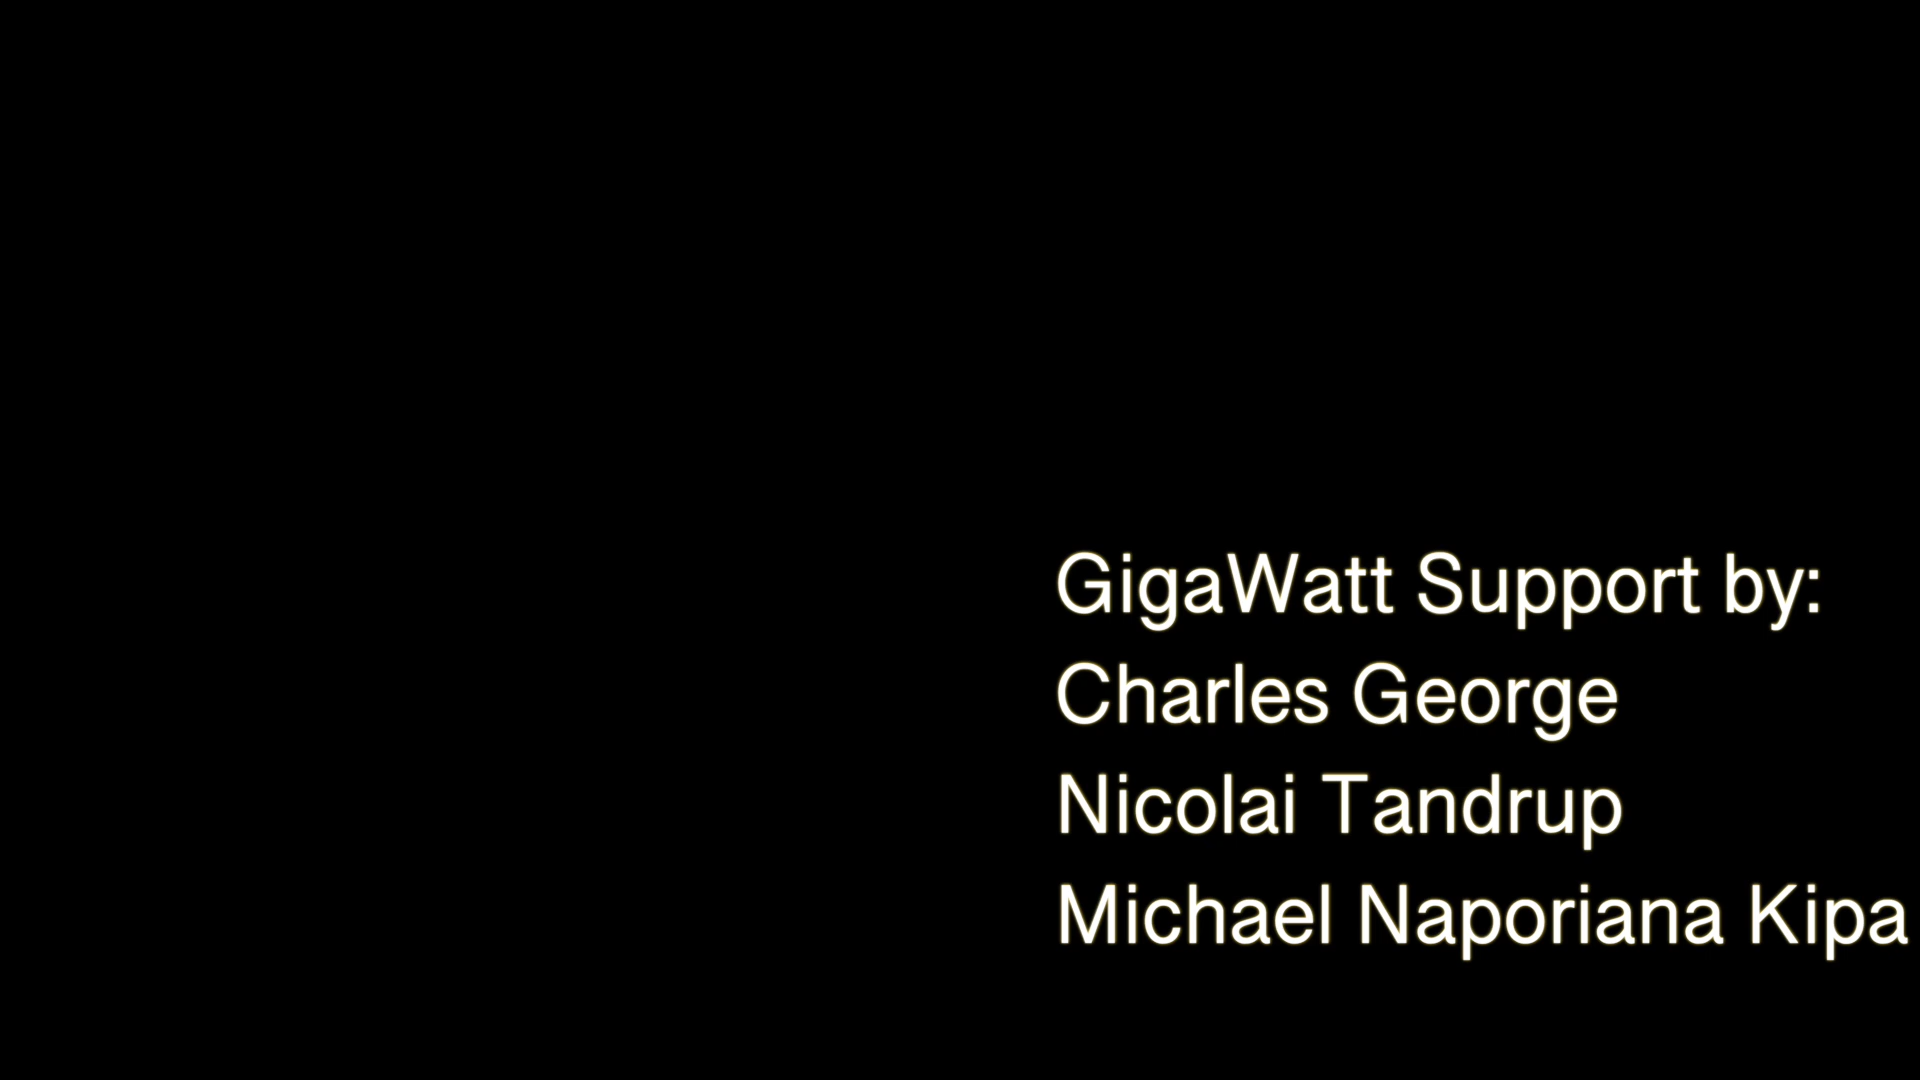 GigaWatt Support by:
Charles George
Nicolai Tandrup
Michael Naporiana Kipa